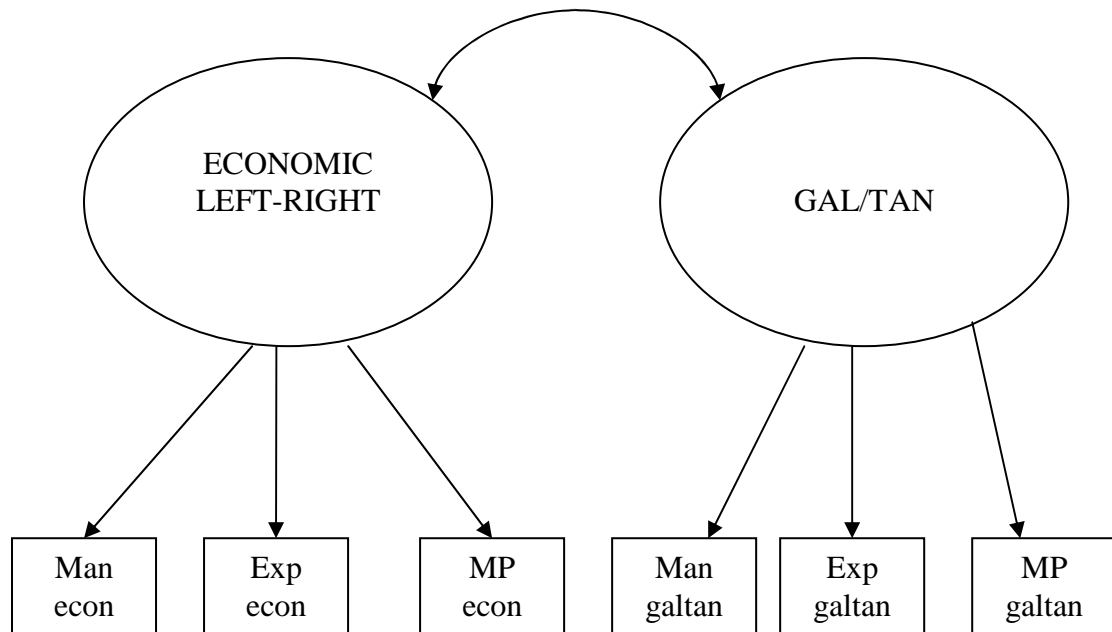 ECONOMIC
LEFT-RIGHT
GAL/TAN
Man
econ
Exp
econ
MP
econ
Man
galtan
Exp
galtan
MP
galtan